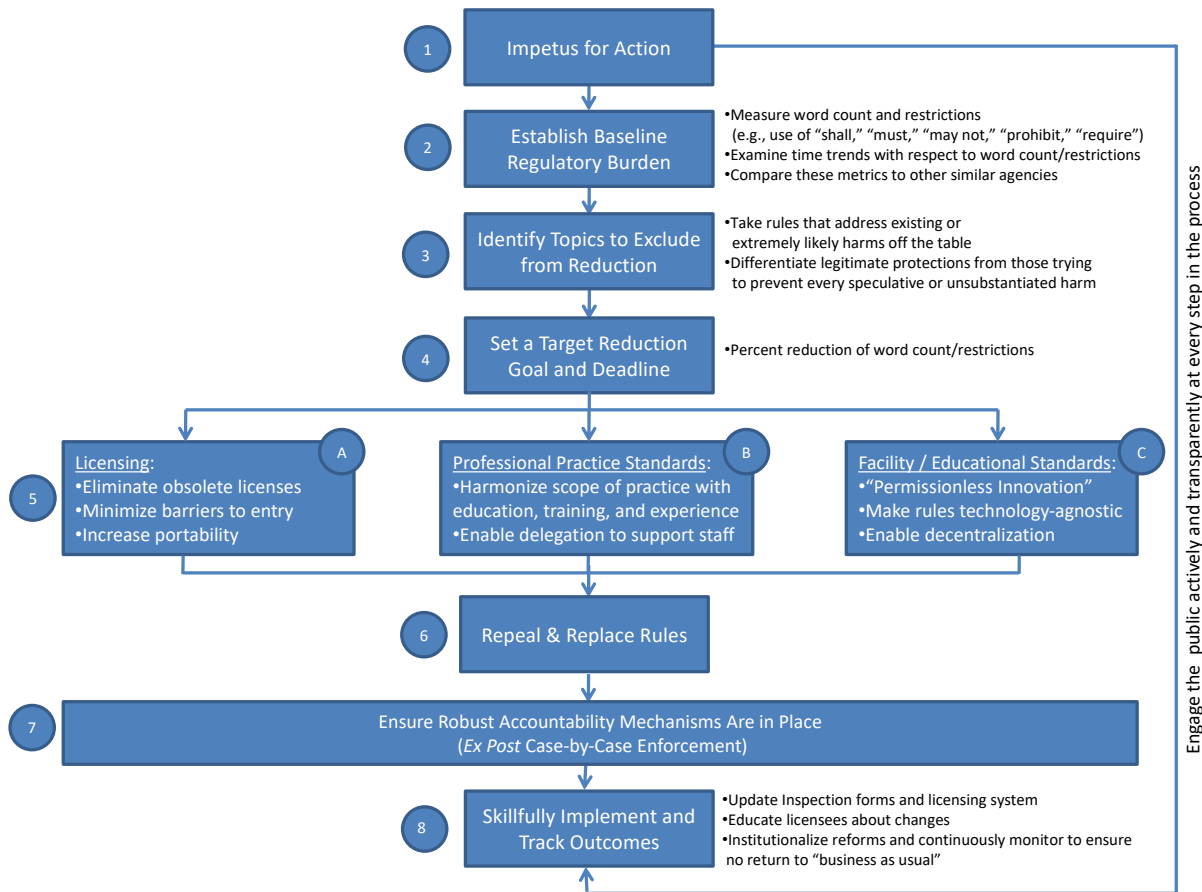 1
Impetus for Action
2
Establish Baseline
Regulatory Burden
•Measure word count and restrictions
(e.g., use of “shall,” “must,” “may not,” “prohibit,” “require”)
•Examine time trends with respect to word count/restrictions
•Compare these metrics to other similar agencies
3
Identify Topics to Exclude
from Reduction
•Take rules that address existing or
extremely likely harms off the table
•Differentiate legitimate protections from those trying
to prevent every speculative or unsubstantiated harm
4
Set a Target Reduction
Goal and Deadline
•Percent reduction of word count/restrictions
5
A
Licensing:
•Eliminate obsolete licenses
•Minimize barriers to entry
•Increase portability
B
Professional Practice Standards:
•Harmonize scope of practice with
education, training, and experience
•Enable delegation to support staff
C
Facility / Educational Standards:
•“Permissionless Innovation”
•Make rules technology-agnostic
•Enable decentralization
6
Repeal & Replace Rules
7
Ensure Robust Accountability Mechanisms Are in Place
(Ex Post Case-by-Case Enforcement)
8
Skillfully Implement and
Track Outcomes
•Update Inspection forms and licensing system
•Educate licensees about changes
•Institutionalize reforms and continuously monitor to ensure
no return to “business as usual”
Engage the public actively and transparently at every step in the process